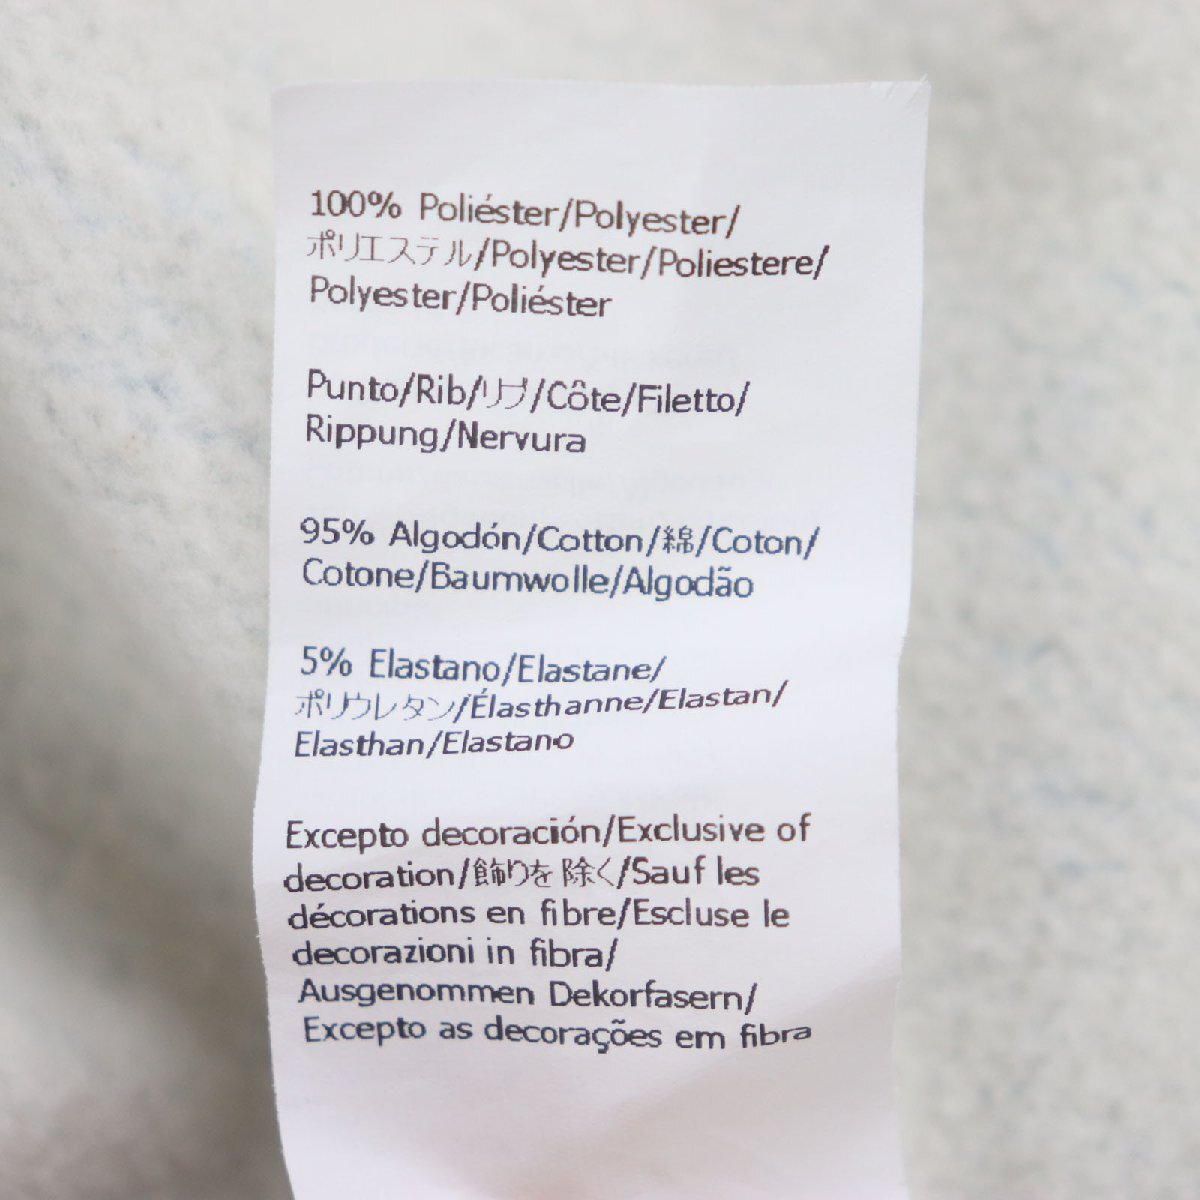 100% Poliéster/Polyester/
ポリエステル/Polyester/Poliestere/
Polyester/Poliéster
Punto/Rib/リブ/Côte/Filetto/
Rippung/Nervura
95% Algodón/Cotton/綿/Coton/
Cotone/Baumwolle/Algodão
5% Elastano/Elastane/
ポリウレタン/Élasthanne/Elastan/
Elasthan/Elastano
Excepto decoración/Exclusive of
decoration/飾りを除く/Sauf les
décorations en fibre/Escluse le
decorazioni in fibra/
Ausgenommen Dekorfasern/
Excepto as decorações em fibra